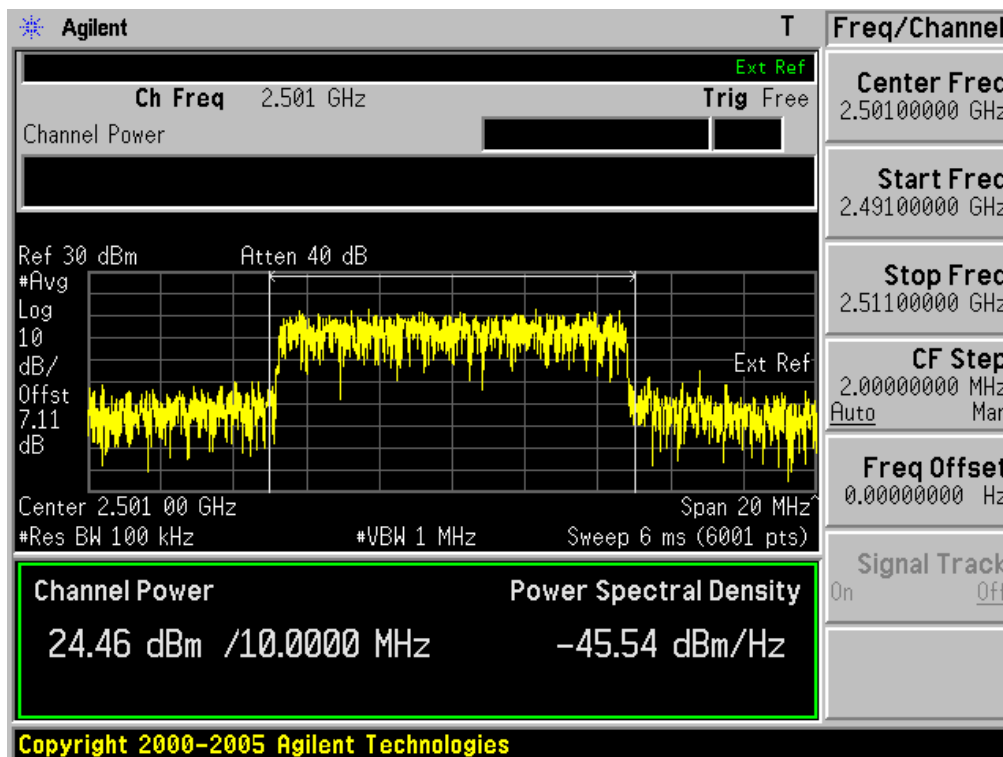 Agilent T
Freq/Channel
Ext Ref
Ch Freq 2.501 GHz Trig Free
Channel Power
Center Freq
2.50100000 GHz
Start Freq
2.49100000 GHz
Stop Freq
2.51100000 GHz
CF Step
2.00000000 MHz
Auto Man
Freq Offset
0.00000000 Hz
Signal Track
On Off
Ref 30 dBm Atten 40 dB
#Avg
Log
10
dB/
Offst
7.11
dB
Ext Ref
Center 2.501 00 GHz Span 20 MHz^
#Res BW 100 kHz #VBW 1 MHz Sweep 6 ms (6001 pts)
Channel Power Power Spectral Density
24.46 dBm /10.0000 MHz -45.54 dBm/Hz
Copyright 2000-2005 Agilent Technologies